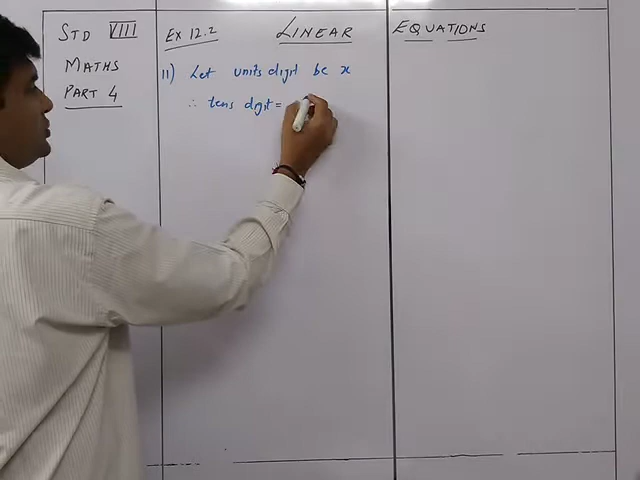 STD VIII
MATHS
PART 4
EX 12.2
LINEAR EQUATIONS
11) Let units digit be x
∴ tens digit =